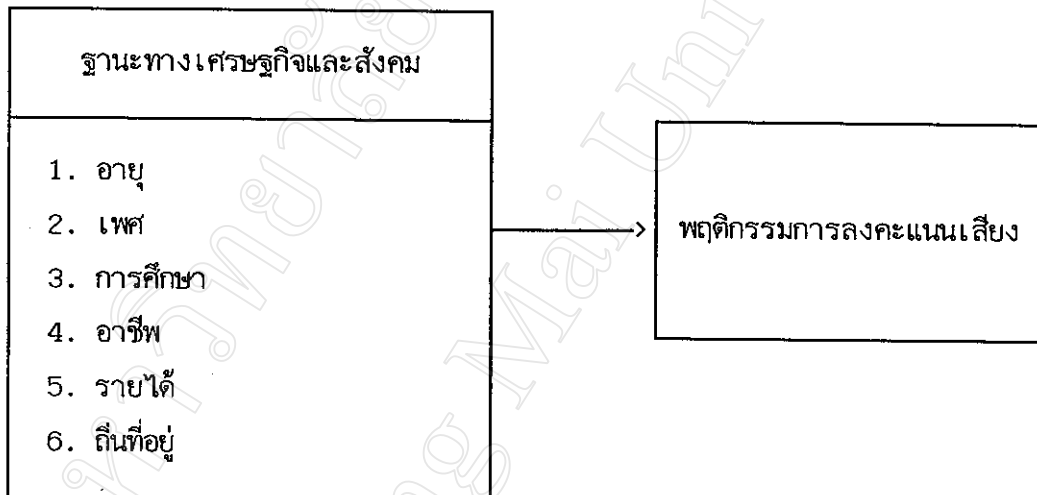 ฐานะทางเศรษฐกิจและสังคม
1. อายุ
2. เพศ
3. การศึกษา
4. อาชีพ
5. รายได้
6. ถิ่นที่อยู่
พฤติกรรมการลงคะแนนเสียง